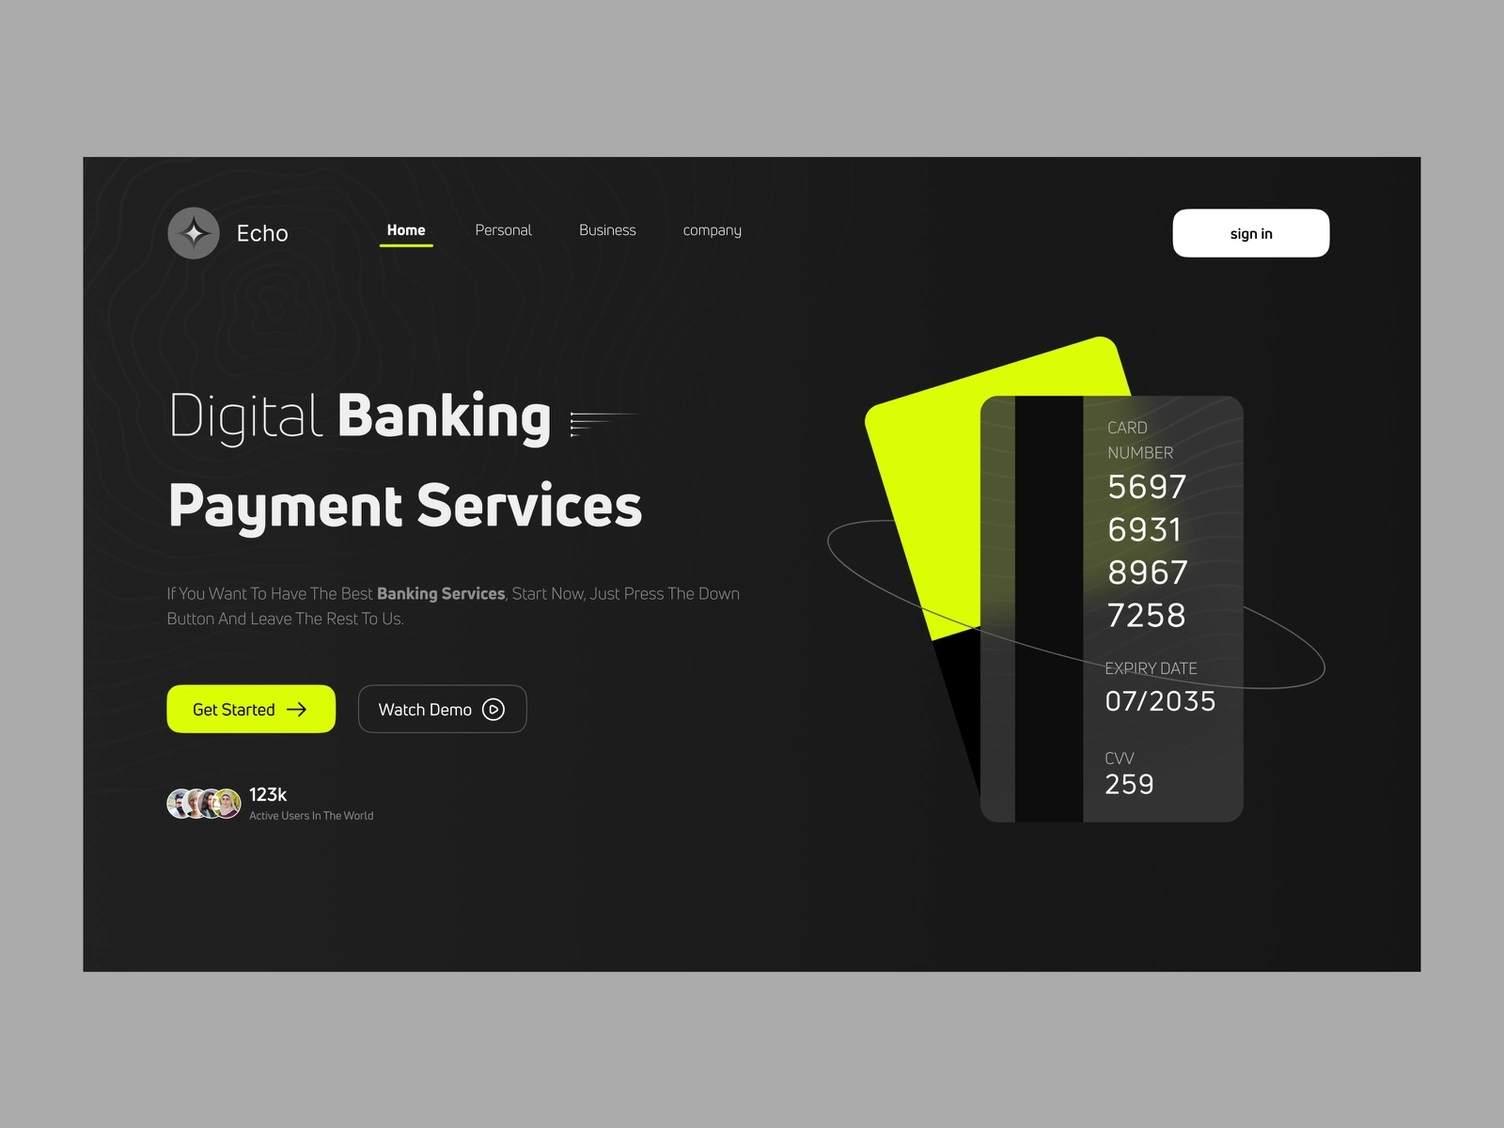 Echo
Home
Personal
Business
company
sign in
Digital Banking
Payment Services
If You Want To Have The Best Banking Services, Start Now, Just Press The Down
Button And Leave The Rest To Us.
Get Started
Watch Demo
123k
Active Users In The World
CARD
NUMBER
5697
6931
8967
7258
EXPIRY DATE
07/2035
CVV
259